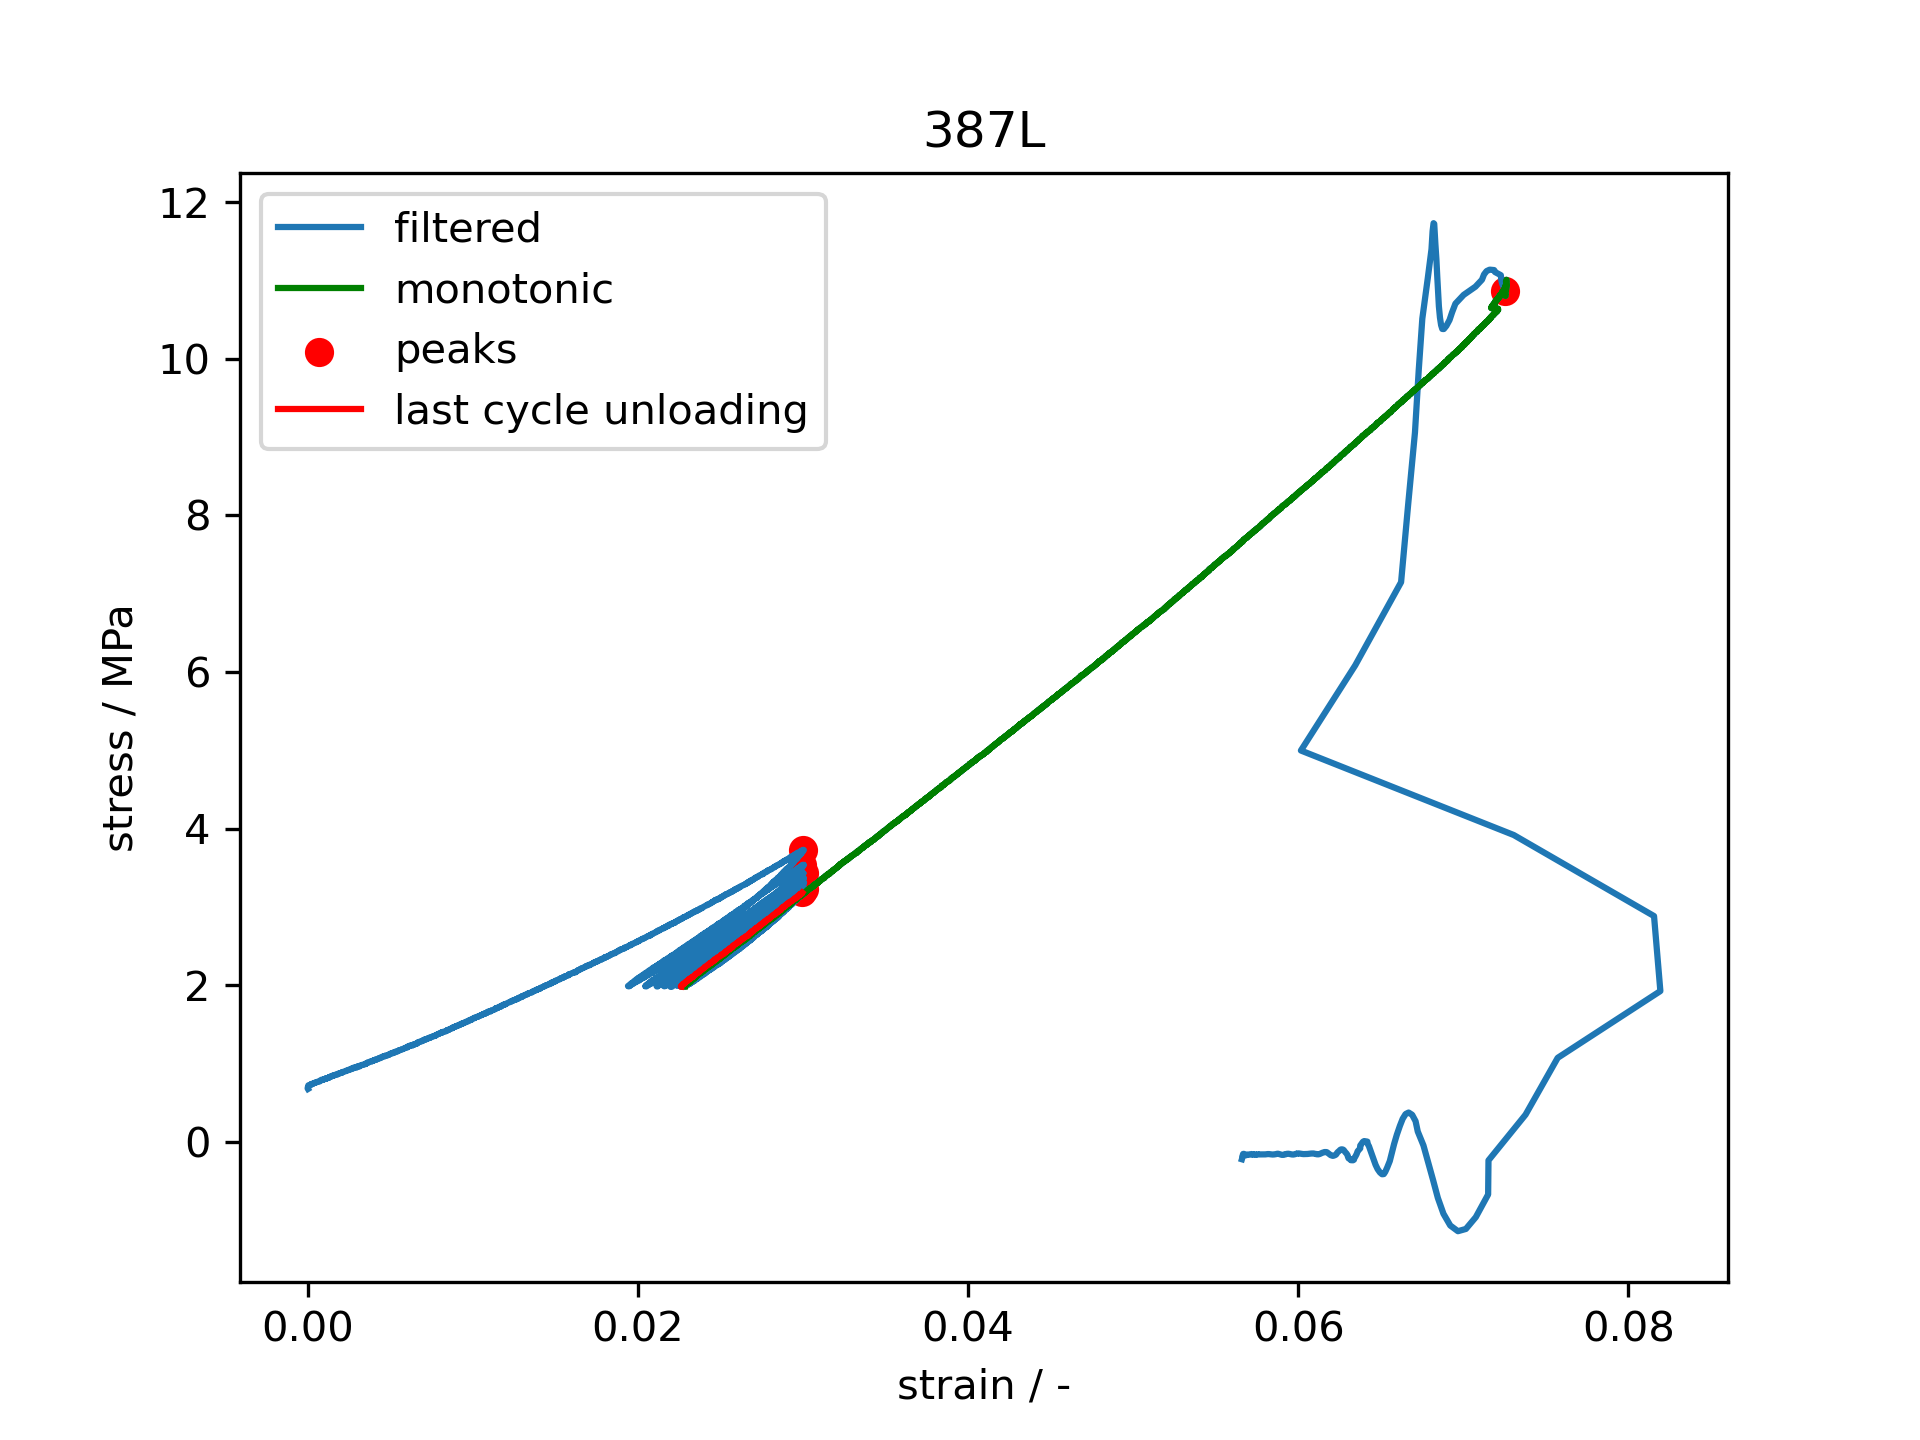 387L
12
10
8
6
4
2
0
stress / MPa
filtered
monotonic
peaks
last cycle unloading
0.00 0.02 0.04 0.06 0.08
strain / -